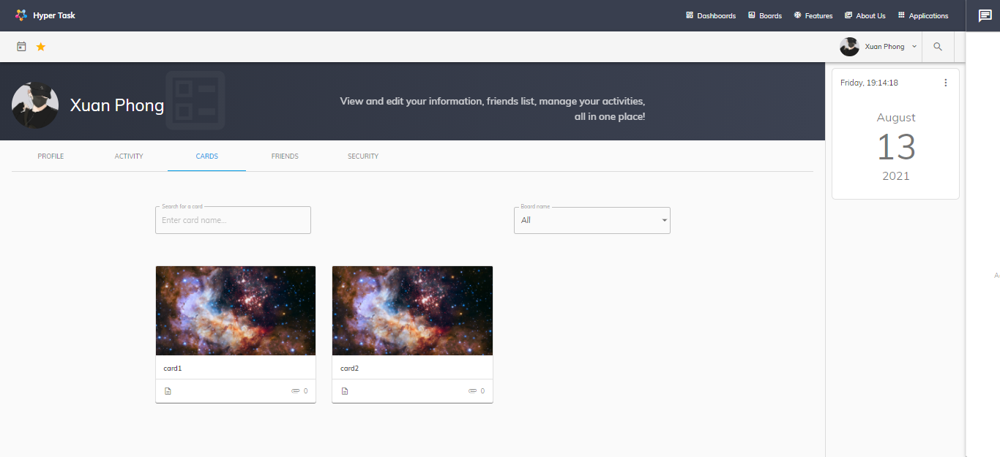 Hyper Task
Dashboards
Boards
Features
About Us
Applications
Xuan Phong
Xuan Phong
View and edit your information, friends list, manage your activities,
all in one place!
Friday, 19:14:18
August
13
2021
PROFILE
ACTIVITY
CARDS
FRIENDS
SECURITY
Search for a card
Enter card name...
Board name
All
card1
0
card2
0